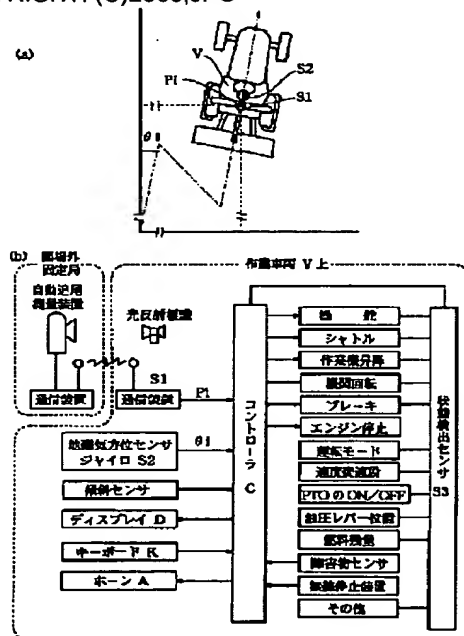 (a)
V
S2
P1
S1
θ1
(b) 圃場外
固定局
自動追尾
測量装置
通信装置
作業車両 V 上
光反射装置
S1
通信装置
P1
地磁気方位センサ
ジャイロ S2
θ1
傾斜センサ
ディスプレイ D
キーボード K
ホーン A
コントローラ
C
操舵
シャトル
作業機昇降
機関回転
ブレーキ
エンジン停止
運転モード
速度変速段
PTOのON/OFF
油圧レバー位置
燃料残量
障害物センサ
無線停止装置
その他
状態検出センサ
S3